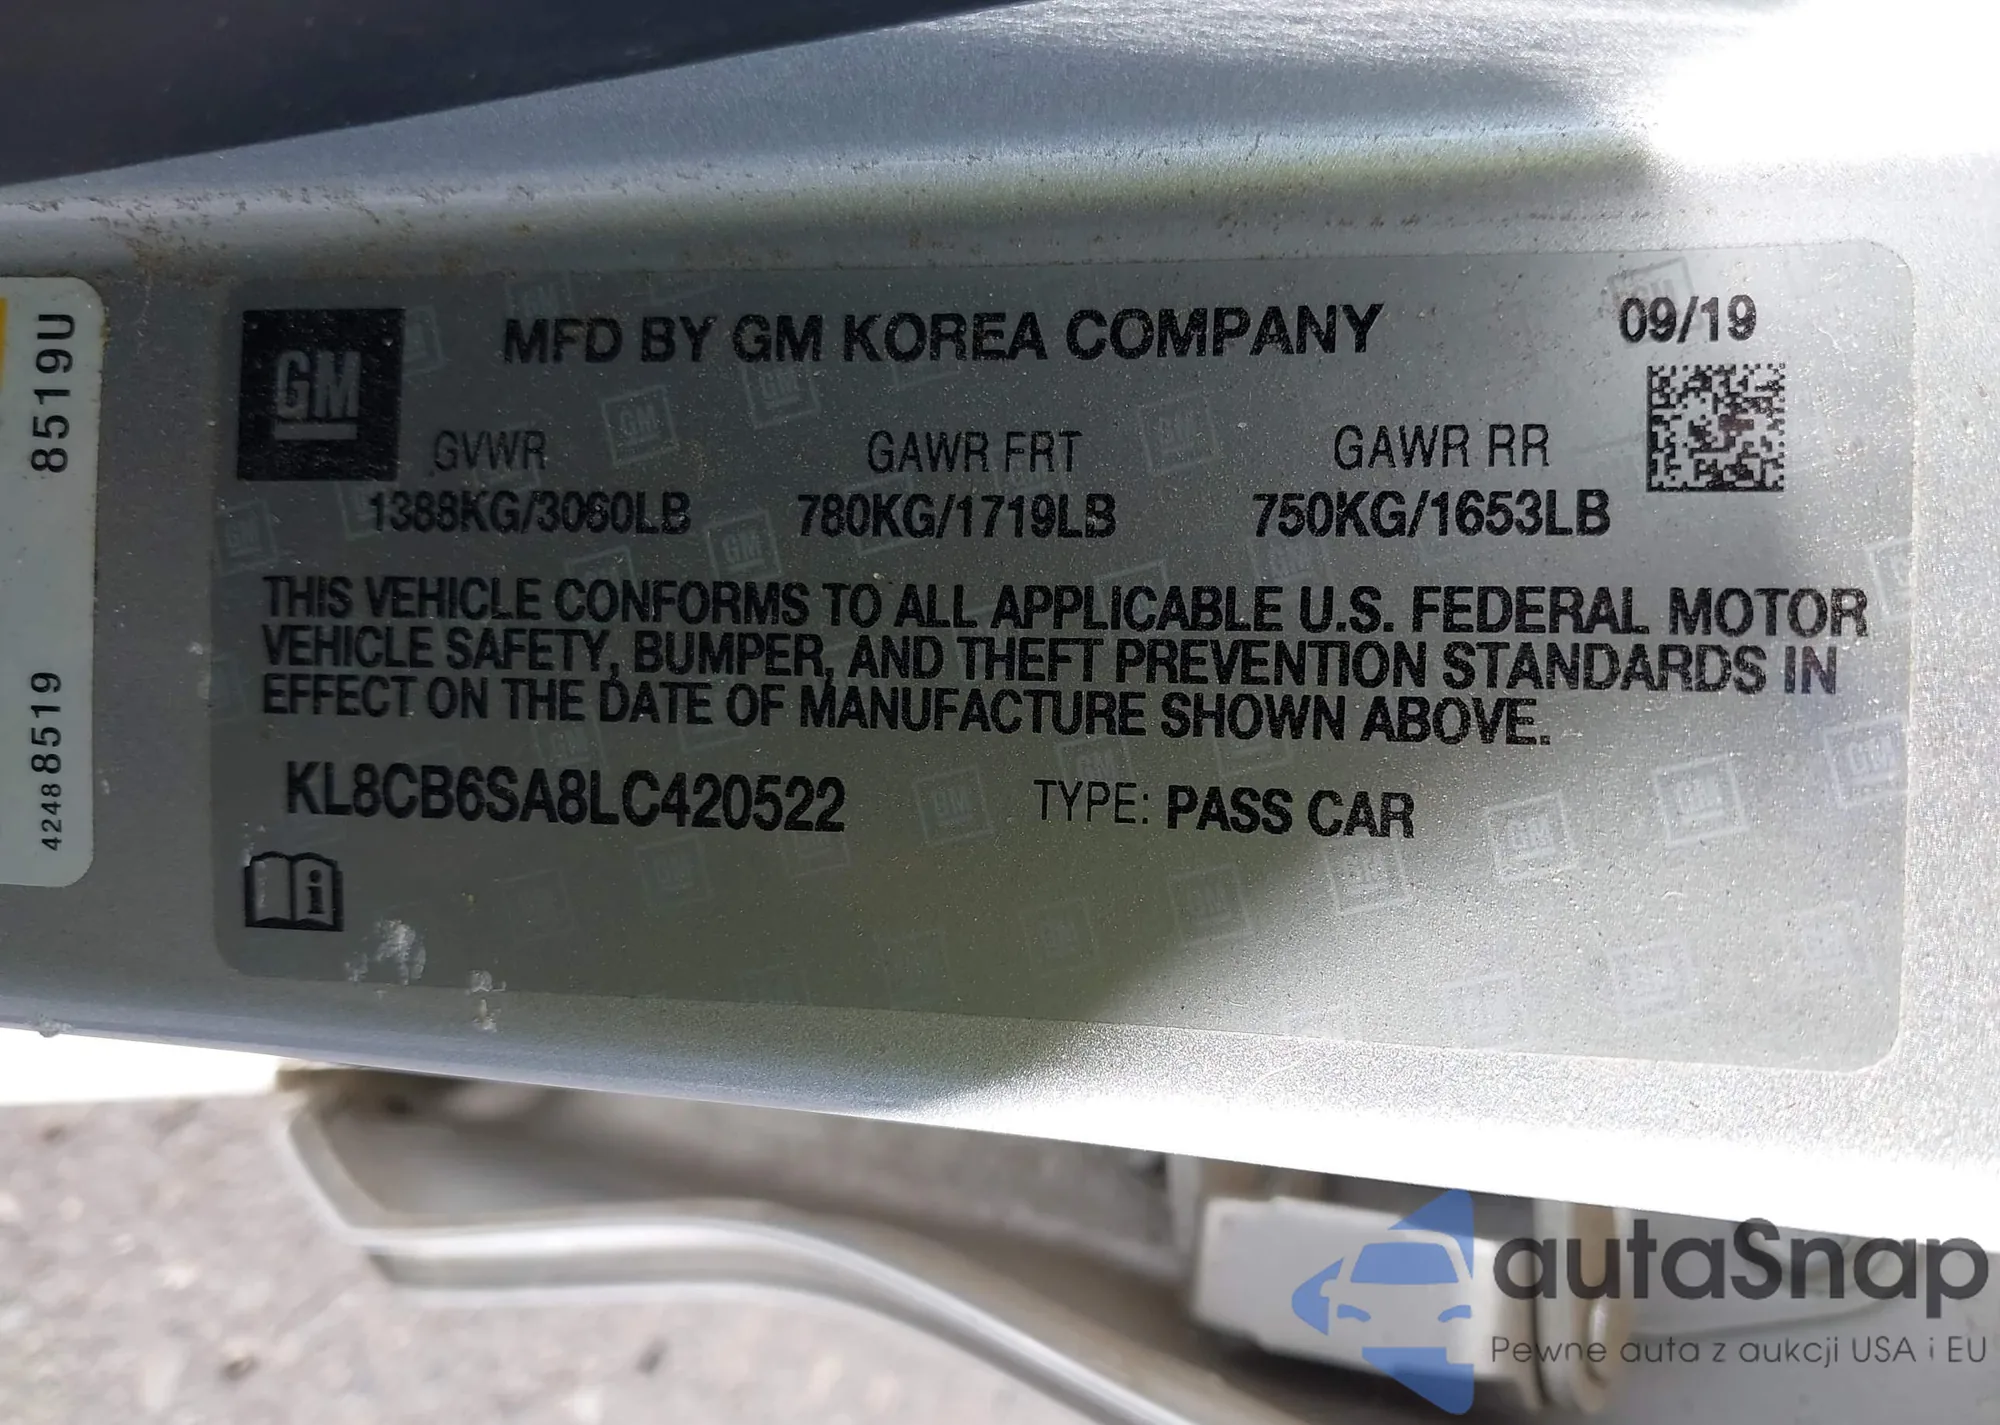 8519U
42488519
GM
MFD BY GM KOREA COMPANY
09/19
GVWR GAWR FRT GAWR RR
1388KG/3060LB 780KG/1719LB 750KG/1653LB
THIS VEHICLE CONFORMS TO ALL APPLICABLE U.S. FEDERAL MOTOR
VEHICLE SAFETY, BUMPER, AND THEFT PREVENTION STANDARDS IN
EFFECT ON THE DATE OF MANUFACTURE SHOWN ABOVE.
KL8CB6SA8LC420522 TYPE: PASS CAR
i
autaSnap
Pewne auta z aukcji USA i EU